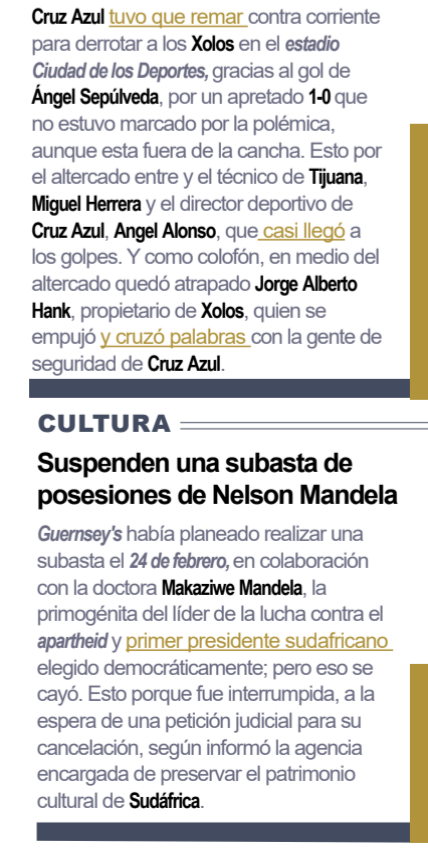 Cruz Azul tuvo que remar contra corriente
para derrotar a los Xolos en el estadio
Ciudad de los Deportes, gracias al gol de
Ángel Sepúlveda, por un apretado 1-0 que
no estuvo marcado por la polémica,
aunque esta fuera de la cancha. Esto por
el altercado entre y el técnico de Tijuana,
Miguel Herrera y el director deportivo de
Cruz Azul, Angel Alonso, que casi llegó a
los golpes. Y como colofón, en medio del
altercado quedó atrapado Jorge Alberto
Hank, propietario de Xolos, quien se
empujó y cruzó palabras con la gente de
seguridad de Cruz Azul.
CULTURA
Suspenden una subasta de
posesiones de Nelson Mandela
Guernsey's había planeado realizar una
subasta el 24 de febrero, en colaboración
con la doctora Makaziwe Mandela, la
primogénita del líder de la lucha contra el
apartheid y primer presidente sudafricano
elegido democráticamente; pero eso se
cayó. Esto porque fue interrumpida, a la
espera de una petición judicial para su
cancelación, según informó la agencia
encargada de preservar el patrimonio
cultural de Sudáfrica.